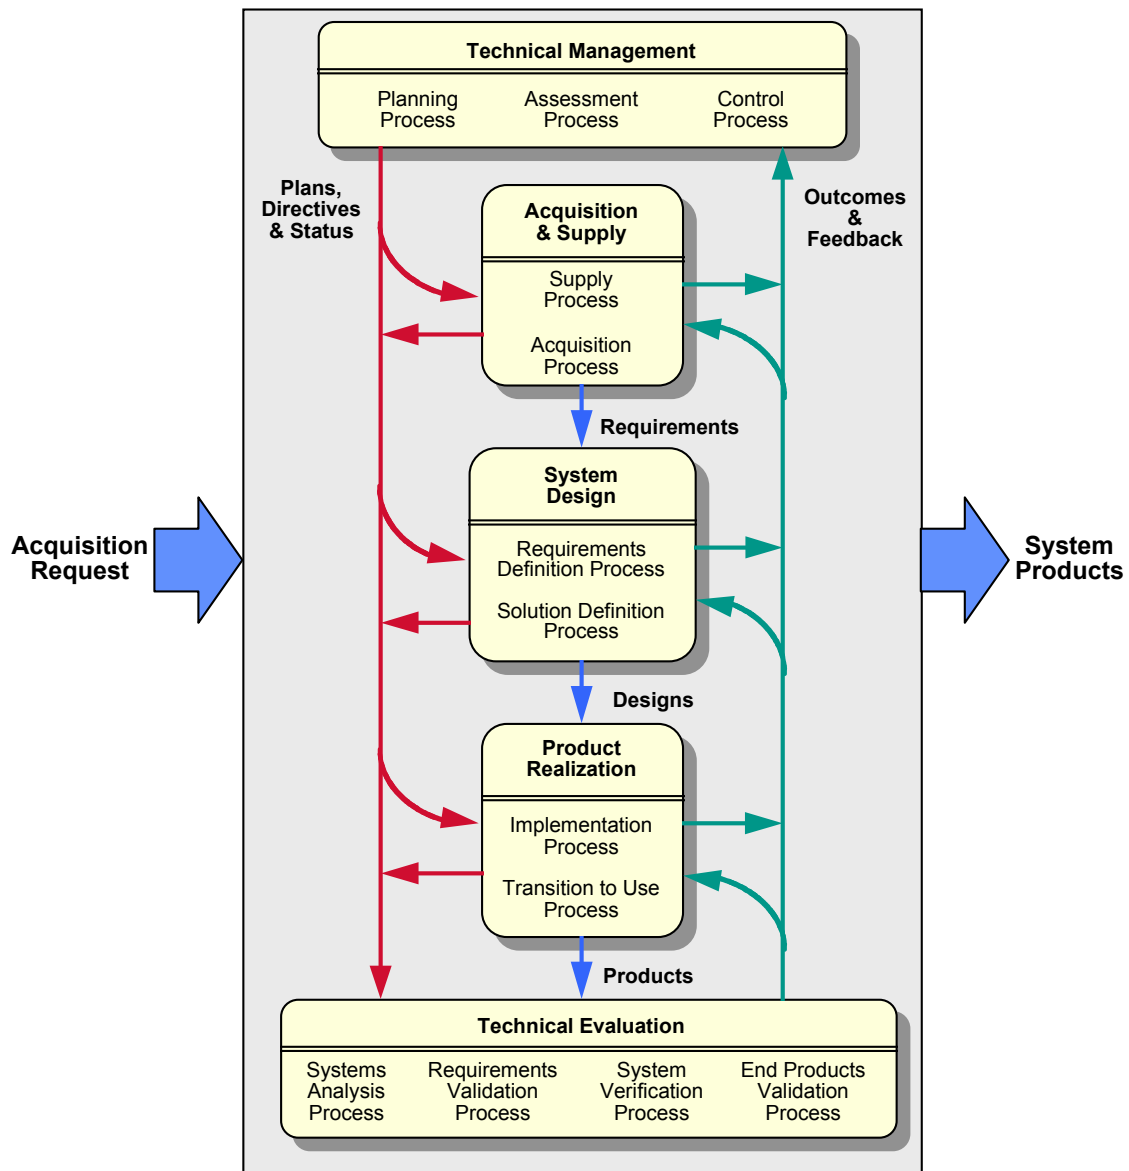 Technical Management
Planning
Process
Assessment
Process
Control
Process
Plans,
Directives
& Status
Outcomes
&
Feedback
Acquisition
& Supply
Supply
Process
Acquisition
Process
Requirements
System
Design
Requirements
Definition Process
Solution Definition
Process
Acquisition
Request
System
Products
Designs
Product
Realization
Implementation
Process
Transition to Use
Process
Products
Technical Evaluation
Systems
Analysis
Process
Requirements
Validation
Process
System
Verification
Process
End Products
Validation
Process